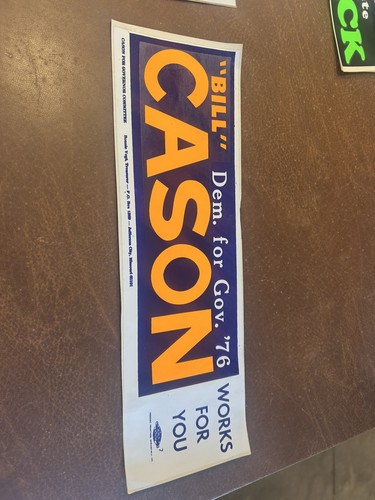 "BILL" Dem. for Gov. '76
CASON
WORKS
FOR
YOU
CASON FOR GOVERNOR COMMITTEE
CK